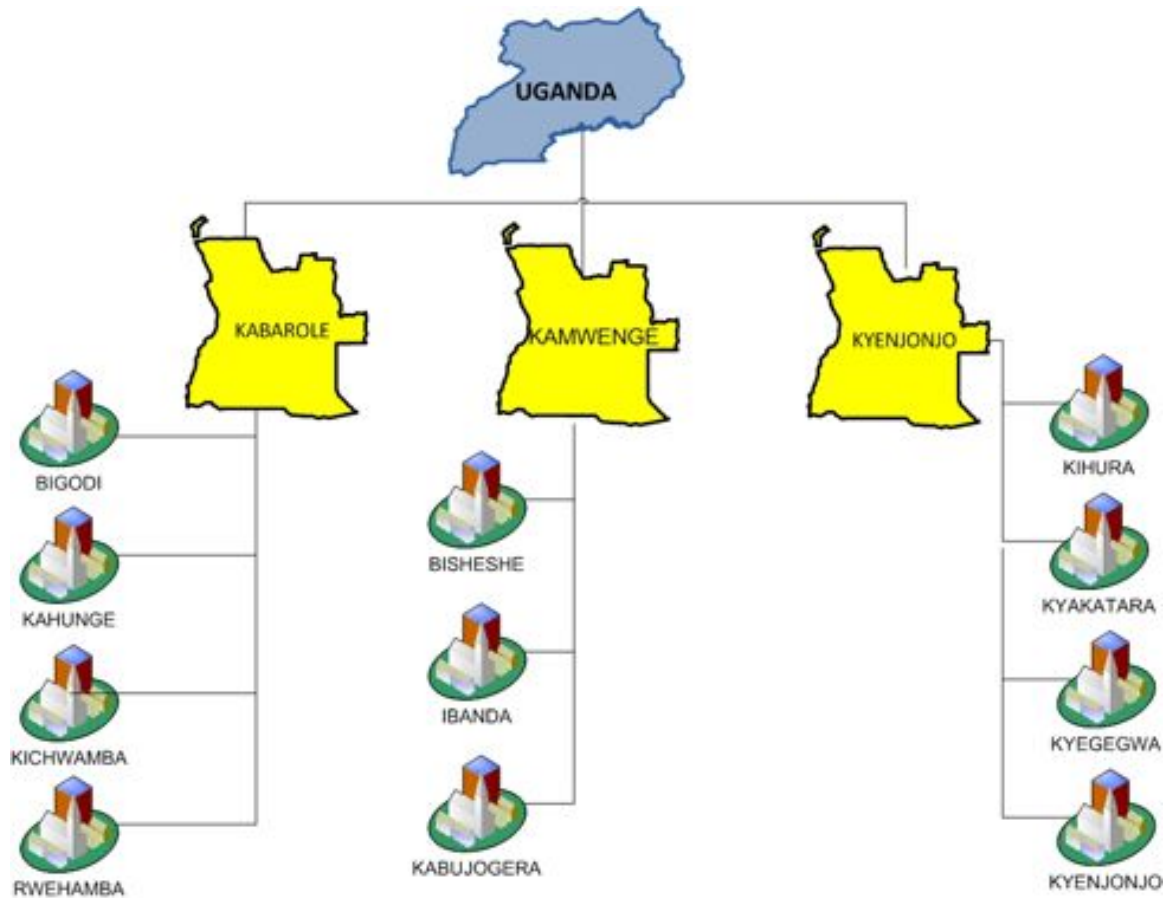 UGANDA
KABAROLE
KAMWENGE
KYENJONJO
BIGODI
KAHUNGE
KICHWAMBA
RWEHAMBA
BISHESHE
IBANDA
KABUJOGERA
KIHURA
KYAKATARA
KYEGEGWA
KYENJONJO